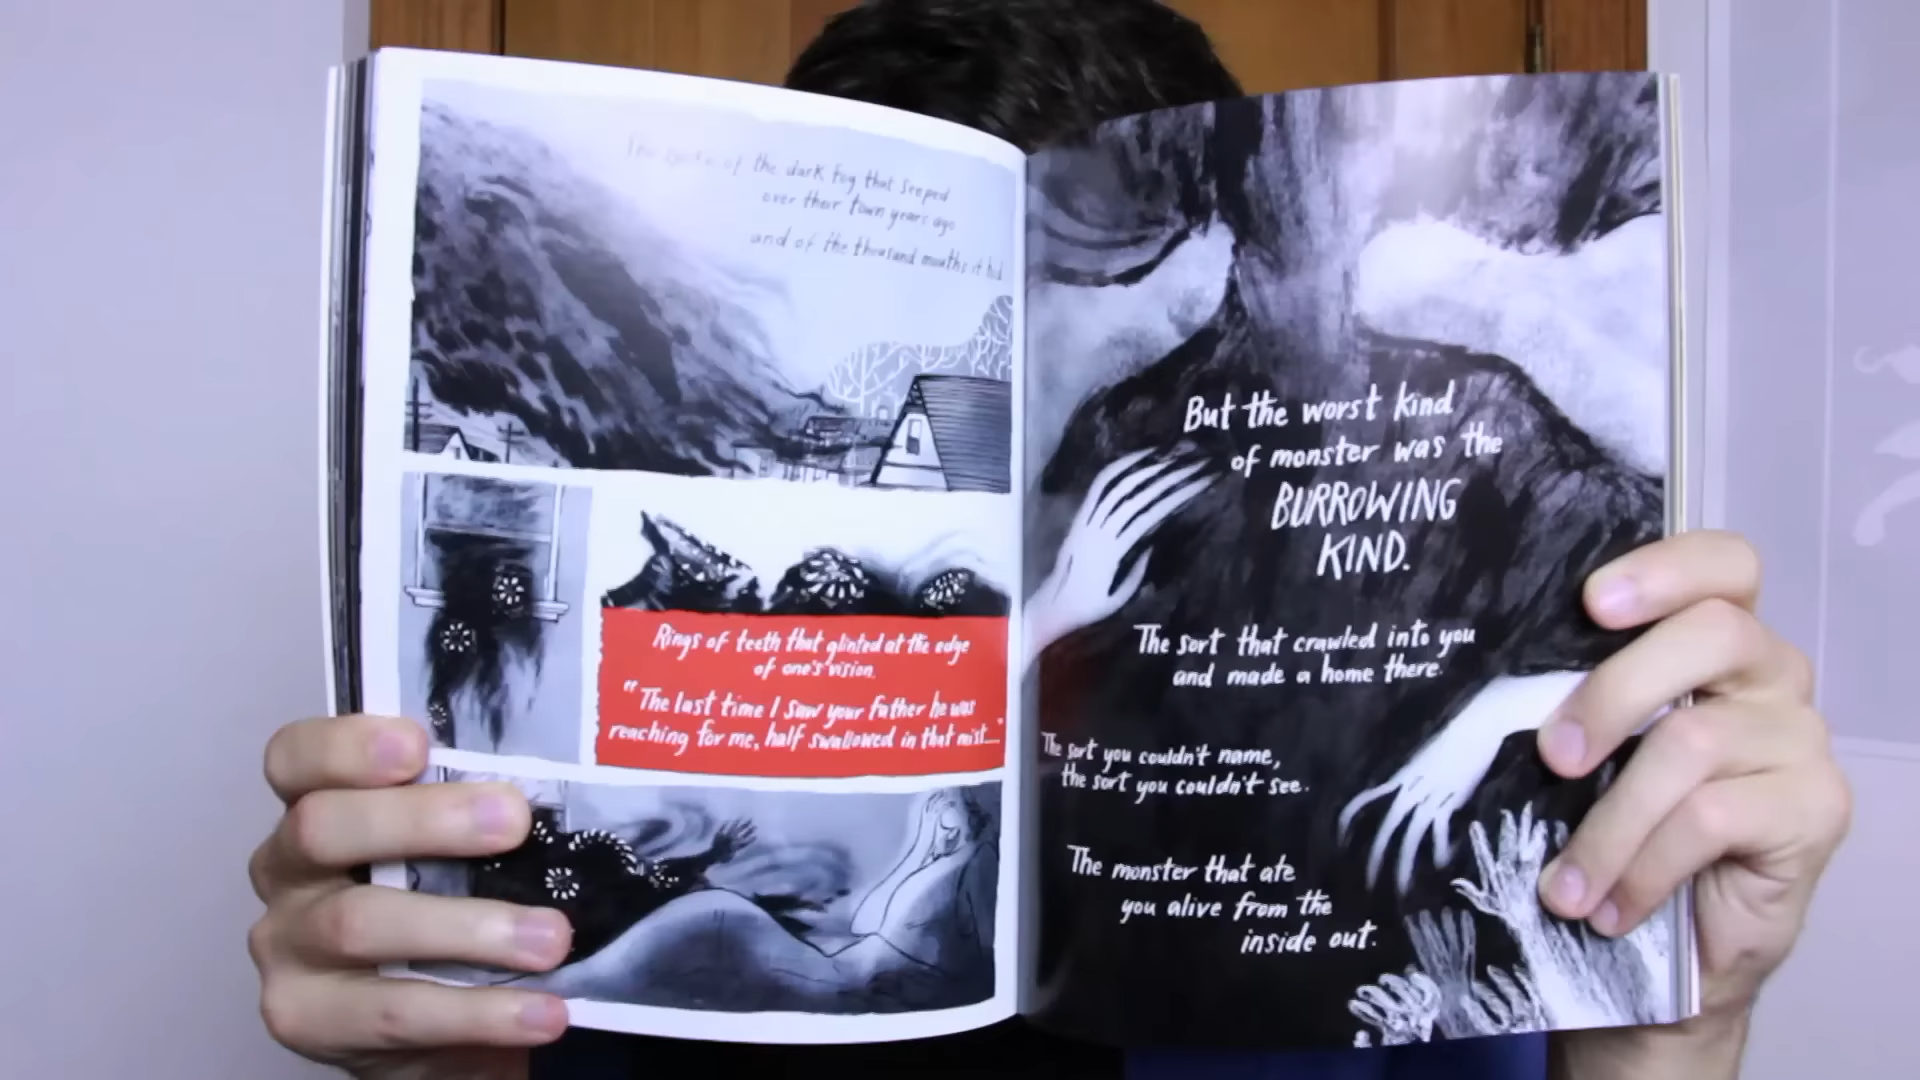 of the dark fog that seeped
over their town years ago
and of the thousand mouths it hid
Rings of teeth that glinted at the edge
of one's vision.
"The last time I saw your father he was
reaching for me, half swallowed in that mist..."
But the worst kind
of monster was the
BURROWING
KIND.
The sort that crawled into you
and made a home there.
The sort you couldn't name,
the sort you couldn't see.
The monster that ate
you alive from the
inside out.